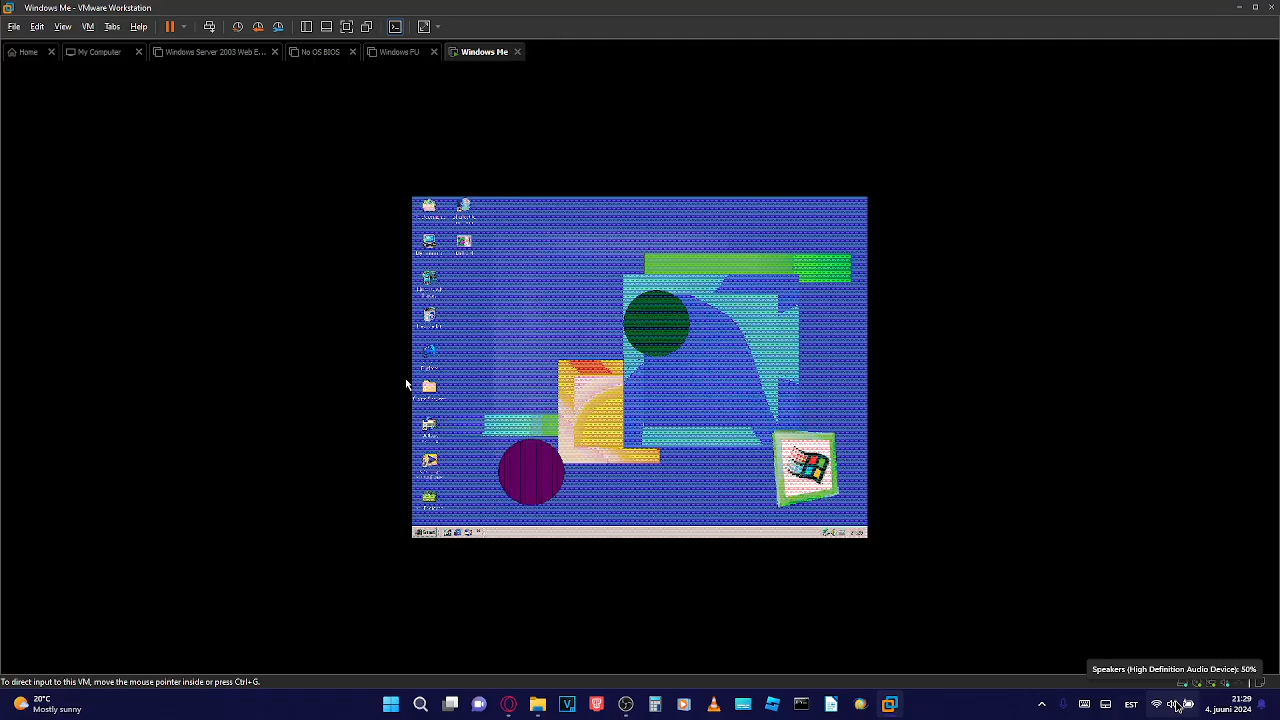 Windows Me - VMware Workstation
File Edit View VM Tabs Help
Home My Computer Windows Server 2003 Web E... No OS BIOS Windows FU Windows Me
Start
To direct input to this VM, move the mouse pointer inside or press Ctrl+G.
Speakers (High Definition Audio Device): 50%
20°C
Mostly sunny
EST
21:29
4. juuni 2024